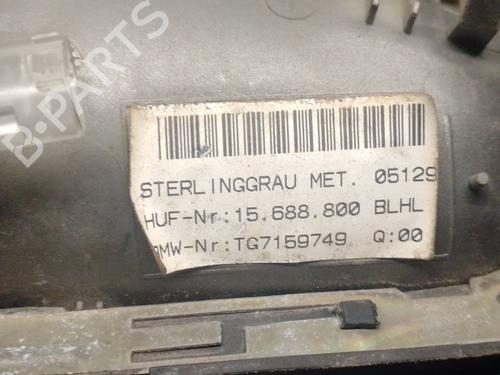 B-PARTS
STERLINGGRAU MET. 05129
HUF-Nr:15.688.800 BLHL
BMW-Nr:TG7159749 Q:00